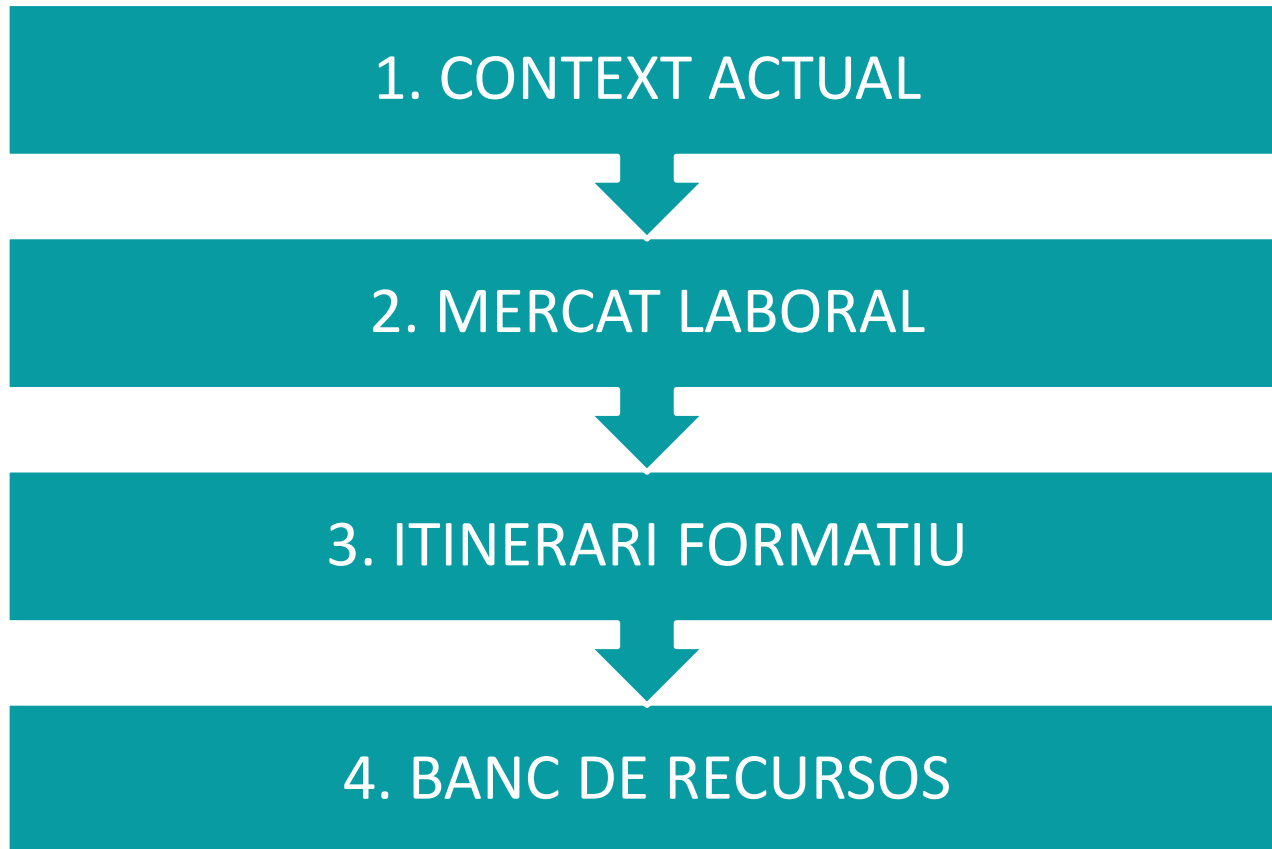 1. CONTEXT ACTUAL
2. MERCAT LABORAL
3. ITINERARI FORMATIU
4. BANC DE RECURSOS